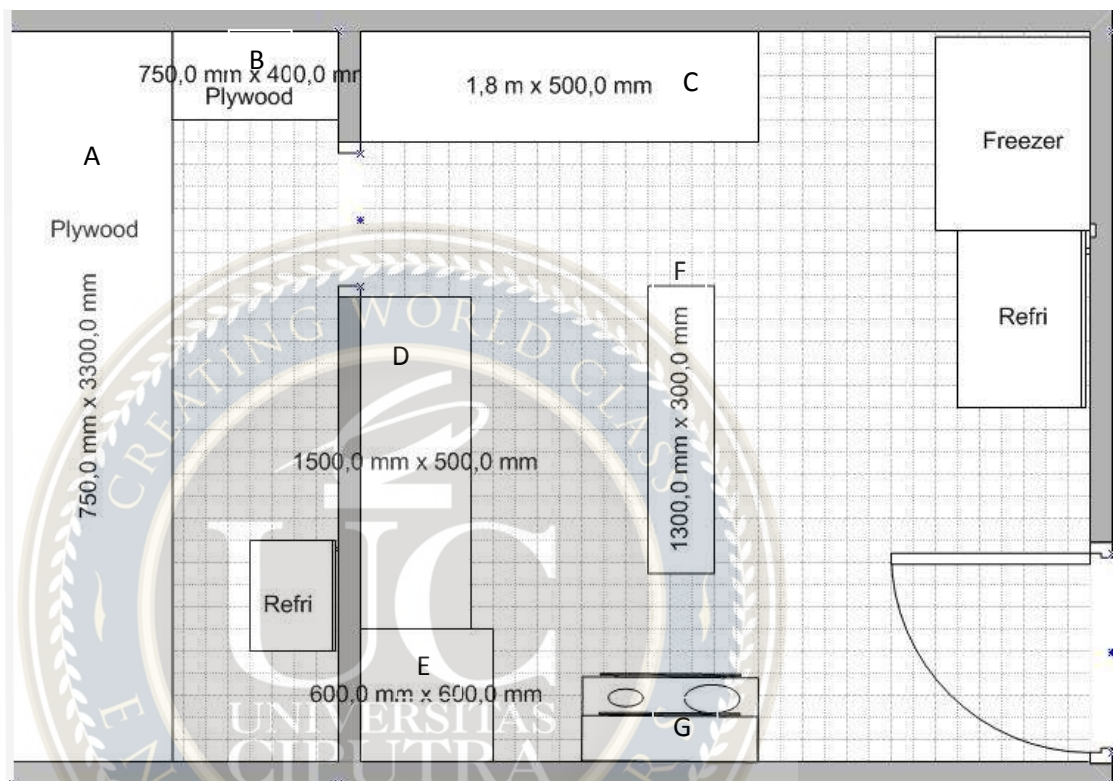 B
750,0 mm x 400,0 mm
Plywood
1,8 m x 500,0 mm
C
A
Plywood
750,0 mm x 3300,0 mm
Freezer
Refri
F
1300,0 mm x 300,0 mm
D
1500,0 mm x 500,0 mm
Refri
E
600,0 mm x 600,0 mm
G
CREATING WORLD CLASS
UC
UNIVERSITAS
CIPUTRA